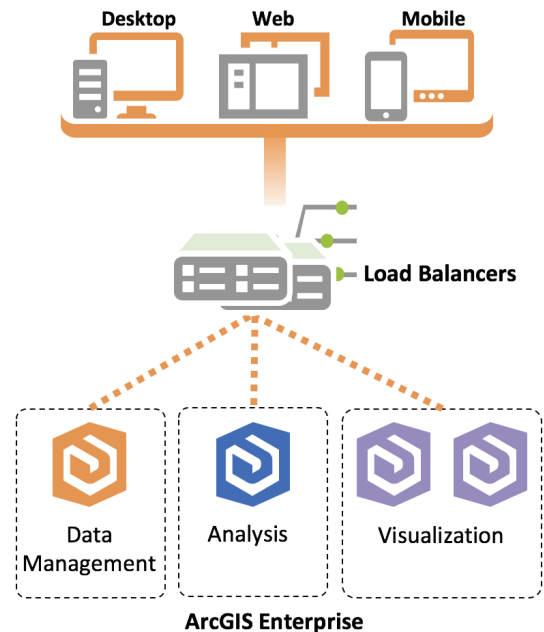 Desktop
Web
Mobile
Load Balancers
Data
Management
Analysis
Visualization
ArcGIS Enterprise